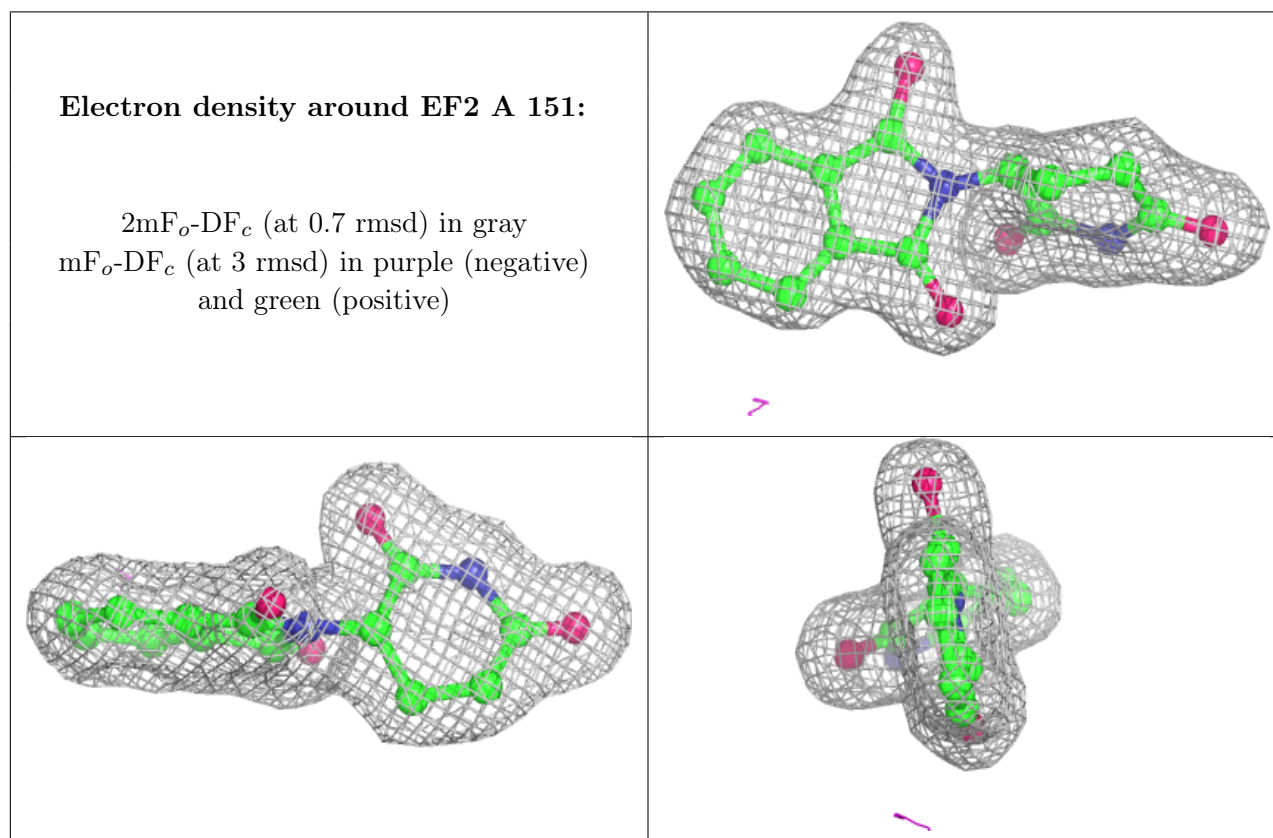 Electron density around EF2 A 151:
2mFo-DFc (at 0.7 rmsd) in gray
mFo-DFc (at 3 rmsd) in purple (negative)
and green (positive)